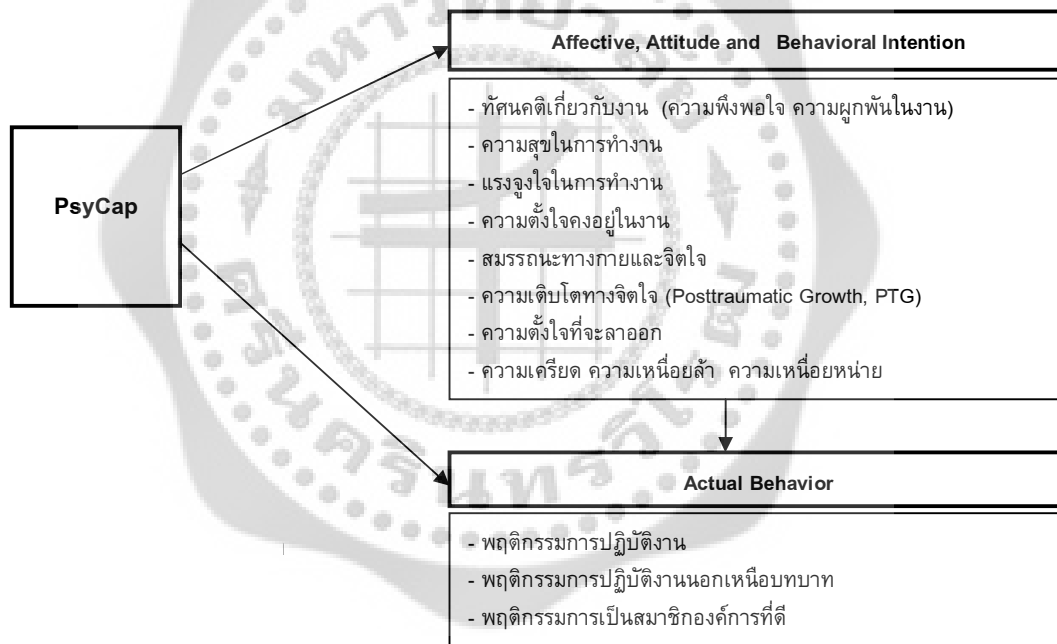 Affective, Attitude and Behavioral Intention
- ทัศนคติเกี่ยวกับงาน (ความพึงพอใจ ความผูกพันในงาน)
- ความสุขในการทำงาน
- แรงจูงใจในการทำงาน
- ความตั้งใจคงอยู่ในงาน
- สมรรถนะทางกายและจิตใจ
- ความเติบโตทางจิตใจ (Posttraumatic Growth, PTG)
- ความตั้งใจที่จะลาออก
- ความเครียด ความเหนื่อยล้า ความเหนื่อยหน่าย
PsyCap
Actual Behavior
- พฤติกรรมการปฏิบัติงาน
- พฤติกรรมการปฏิบัติงานนอกเหนือบทบาท
- พฤติกรรมการเป็นสมาชิกองค์การที่ดี